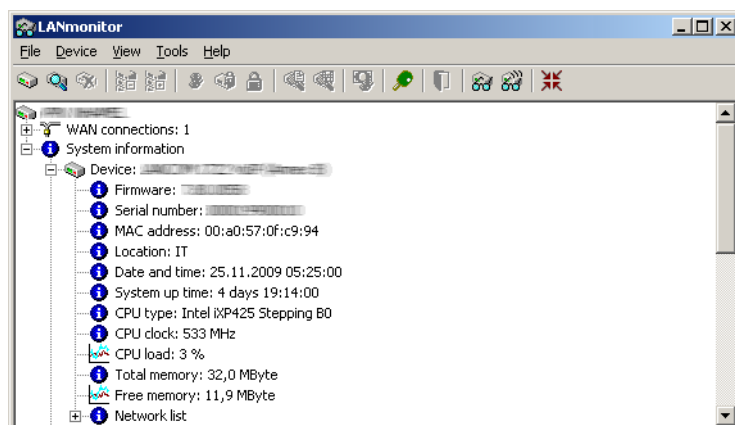 LANmonitor
File Device View Tools Help
WAN connections: 1
System information
Device:
Firmware:
Serial number:
MAC address: 00:a0:57:0f:c9:94
Location: IT
Date and time: 25.11.2009 05:25:00
System up time: 4 days 19:14:00
CPU type: Intel iXP425 Stepping B0
CPU clock: 533 MHz
CPU load: 3 %
Total memory: 32,0 MByte
Free memory: 11,9 MByte
Network list